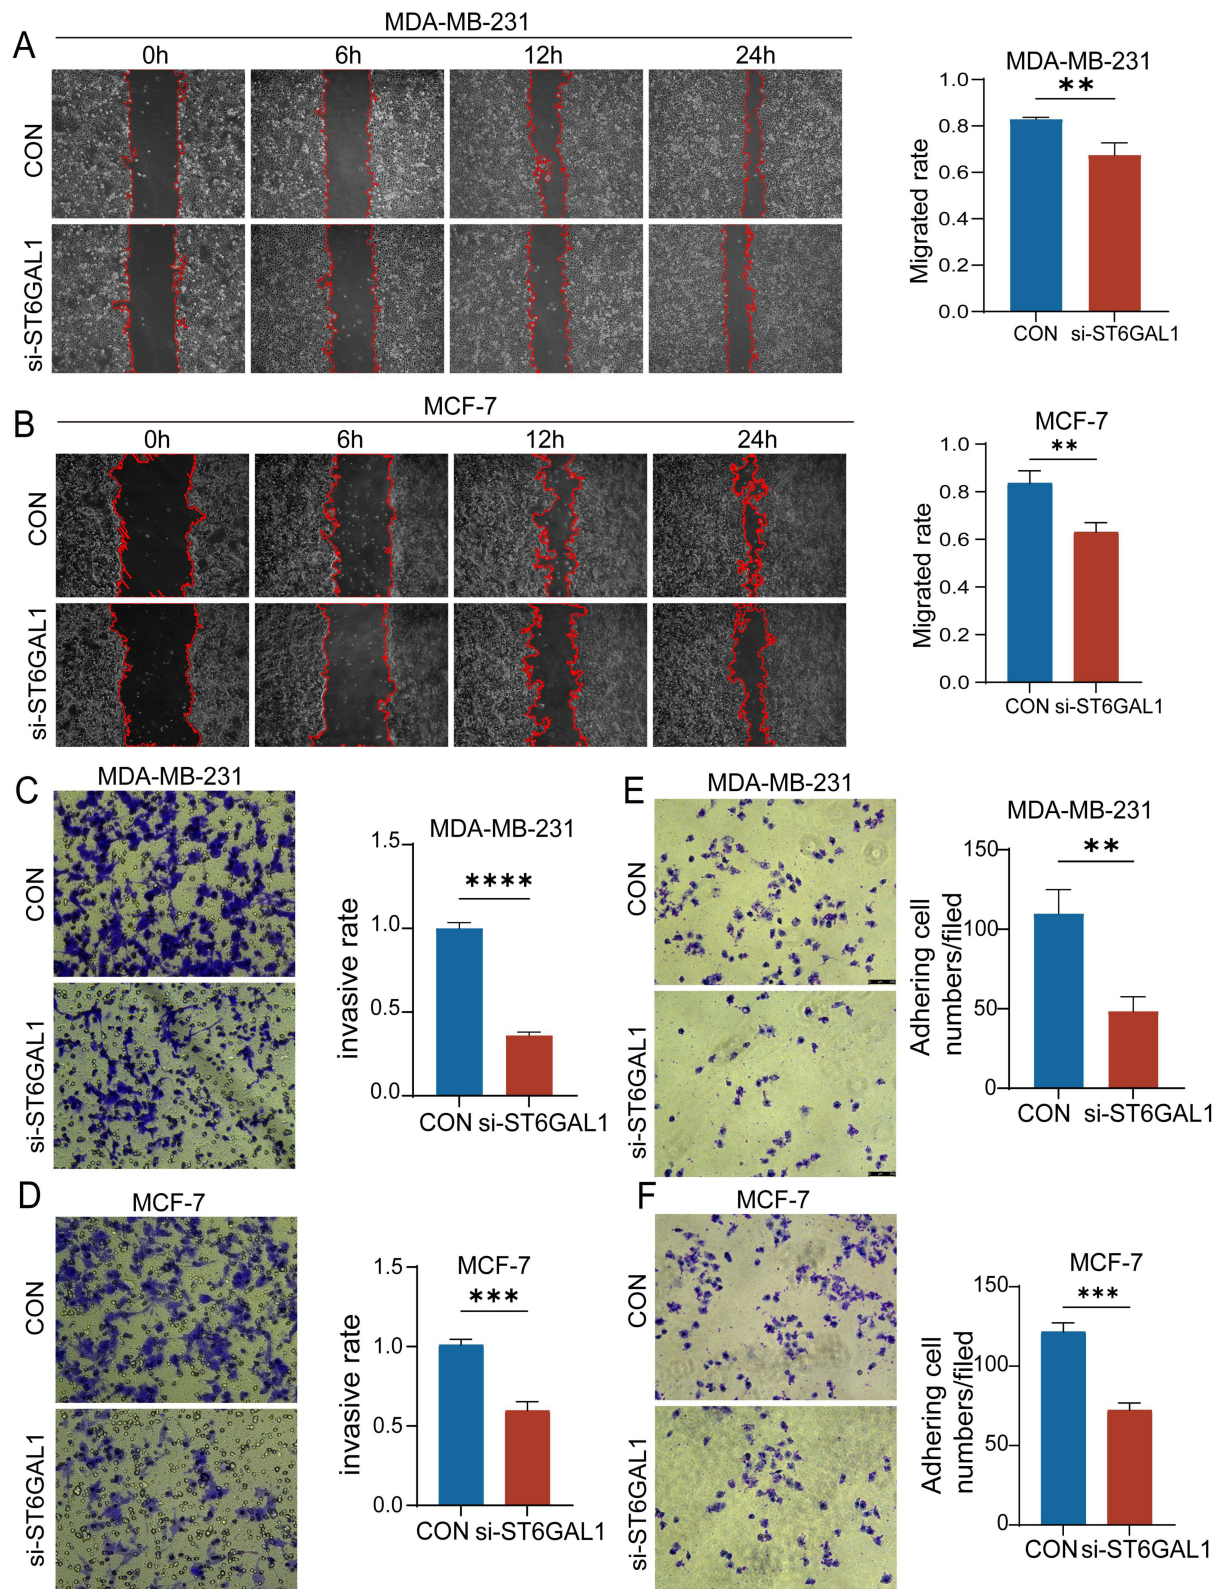 A
MDA-MB-231
0h 6h 12h 24h
CON
si-ST6GAL1
MDA-MB-231
**
Migrated rate
1.0
0.8
0.6
0.4
0.2
0.0
CON si-ST6GAL1
B
MCF-7
0h 6h 12h 24h
CON
si-ST6GAL1
MCF-7
**
Migrated rate
1.0
0.8
0.6
0.4
0.2
0.0
CON si-ST6GAL1
C
MDA-MB-231
CON
si-ST6GAL1
MDA-MB-231
****
invasive rate
1.5
1.0
0.5
0.0
CON si-ST6GAL1
E
MDA-MB-231
CON
si-ST6GAL1
MDA-MB-231
**
Adhering cell
numbers/filed
150
100
50
0
CON si-ST6GAL1
D
MCF-7
CON
si-ST6GAL1
MCF-7
***
invasive rate
1.5
1.0
0.5
0.0
CON si-ST6GAL1
F
MCF-7
CON
si-ST6GAL1
MCF-7
***
Adhering cell
numbers/filed
150
100
50
0
CON si-ST6GAL1